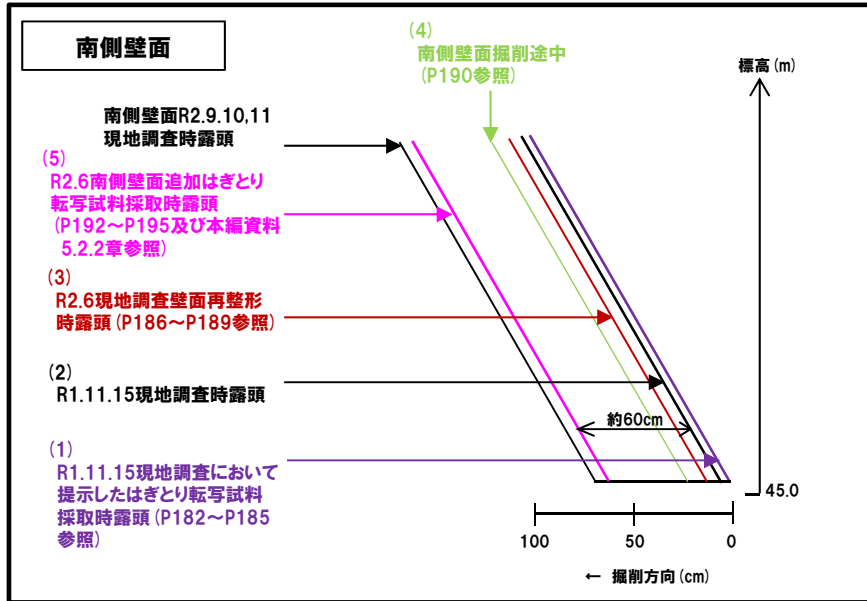 南側壁面
(4)
南側壁面掘削途中
(P190参照)
標高(m)
南側壁面R2.9.10,11
現地調査時露頭
(5)
R2.6南側壁面追加はぎとり
転写試料採取時露頭
(P192～P195及び本編資料
5.2.2章参照)
(3)
R2.6現地調査壁面再整形
時露頭(P186～P189参照)
(2)
R1.11.15現地調査時露頭
約60cm
(1)
R1.11.15現地調査において
提示したはぎとり転写試料
採取時露頭(P182～P185
参照)
45.0
100 50 0
← 掘削方向(cm)